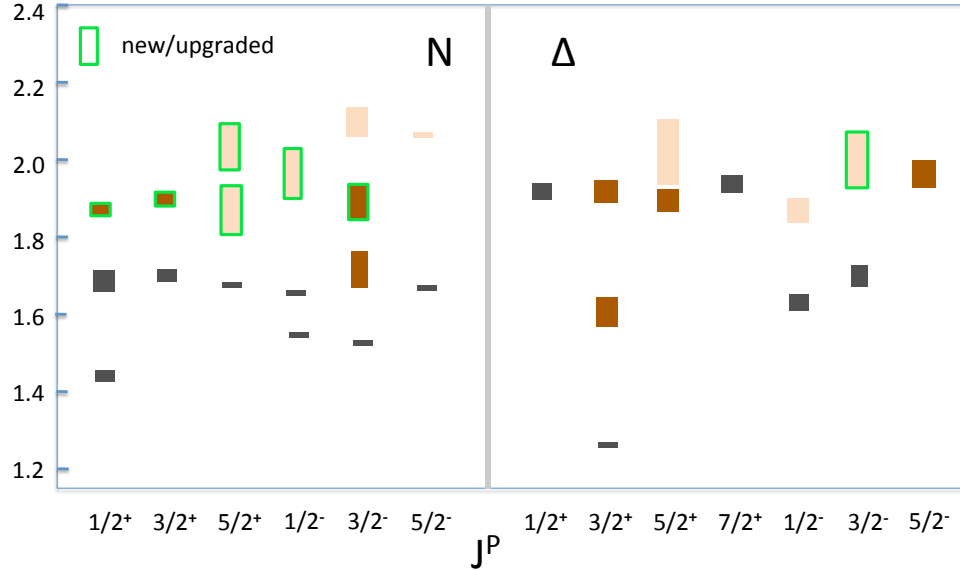 2.4
new/upgraded
N
Δ
2.2
2.0
1.8
1.6
1.4
1.2
1/2⁺ 3/2⁺ 5/2⁺ 1/2⁻ 3/2⁻ 5/2⁻ 1/2⁺ 3/2⁺ 5/2⁺ 7/2⁺ 1/2⁻ 3/2⁻ 5/2⁻
Jᴾ